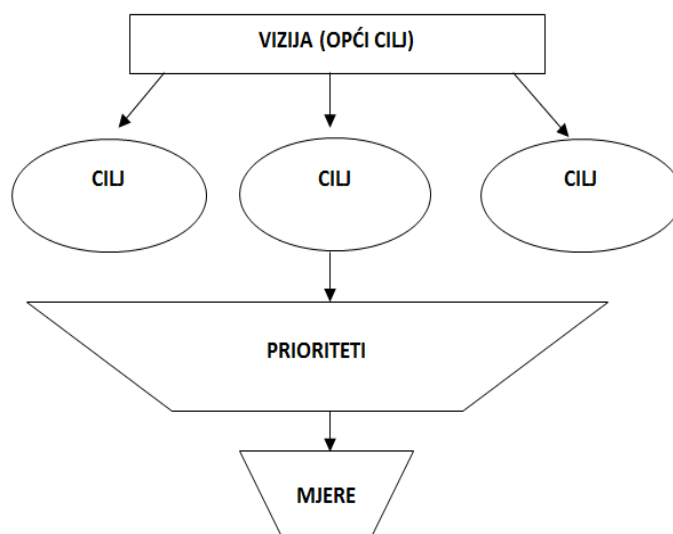 VIZIJA (OPĆI CILJ)
CILJ
CILJ
CILJ
PRIORITETI
MJERE